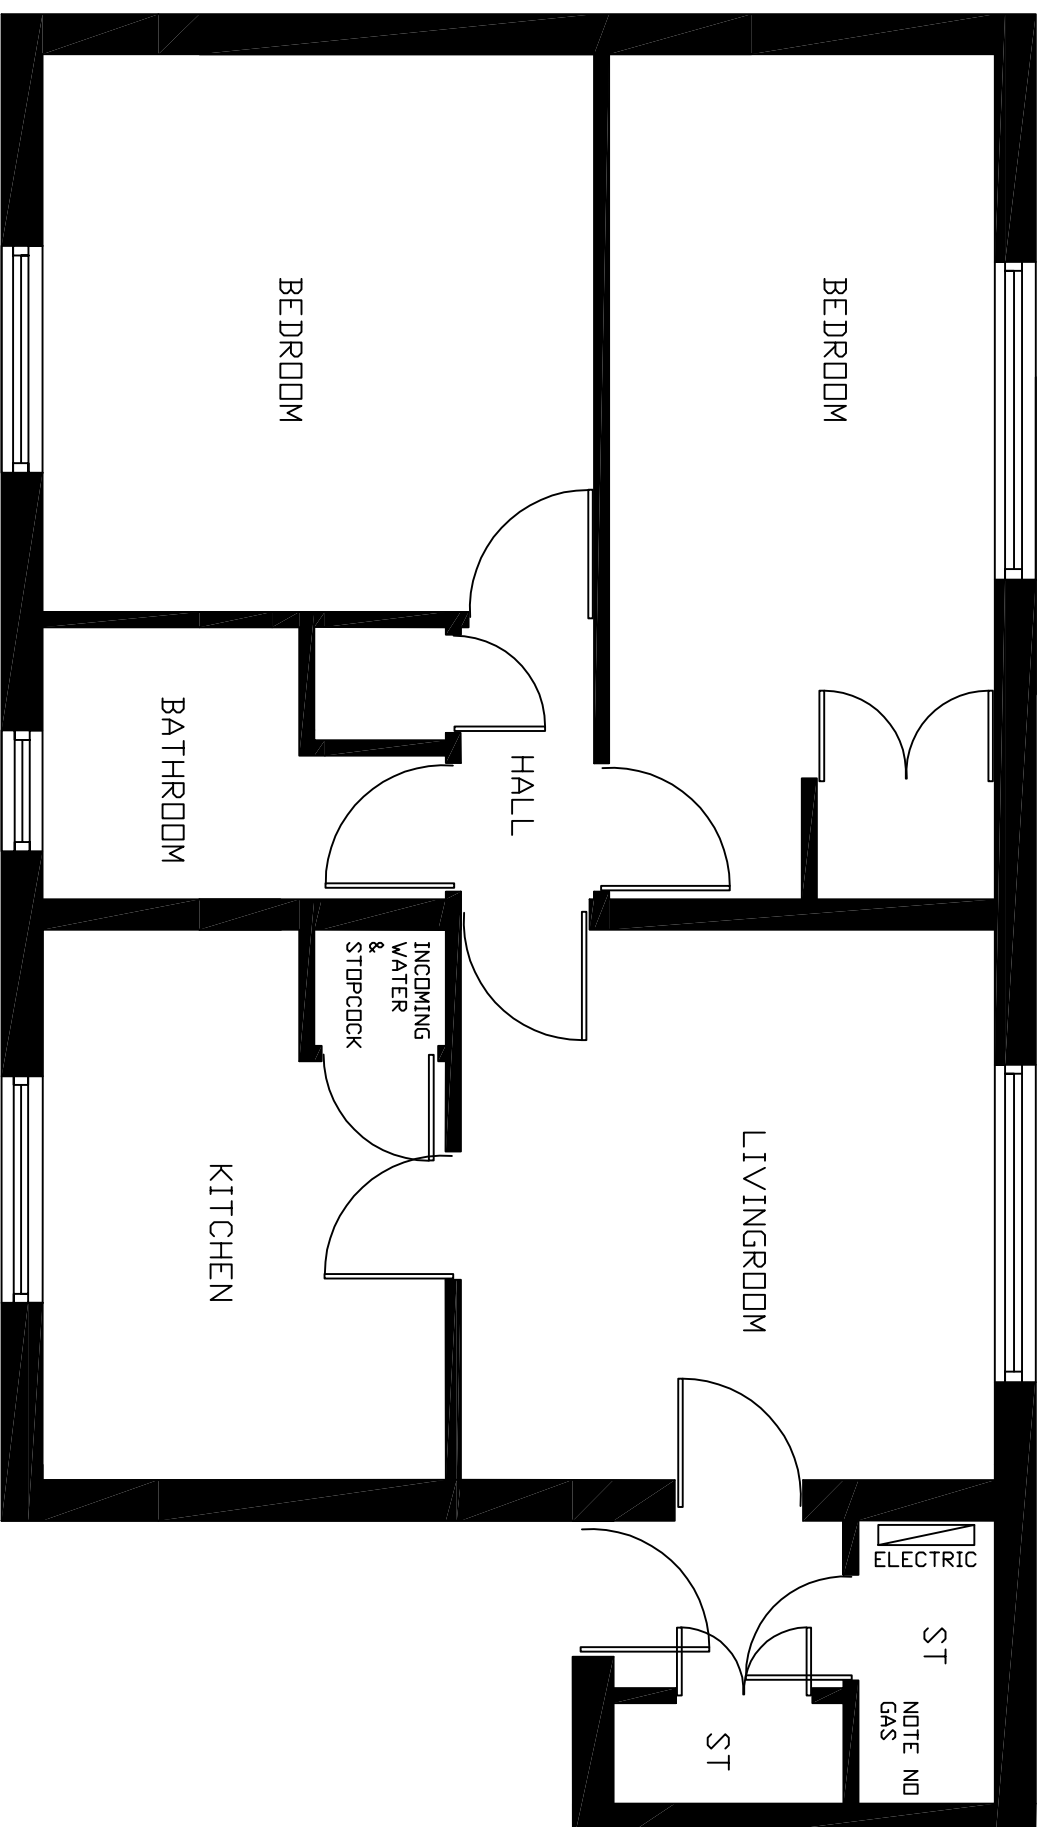 BEDROOM
BEDROOM
BATHROOM
HALL
INCOMING
WATER
&
STOPCOCK
KITCHEN
LIVINGROOM
ELECTRIC
ST
NOTE NO
GAS
ST